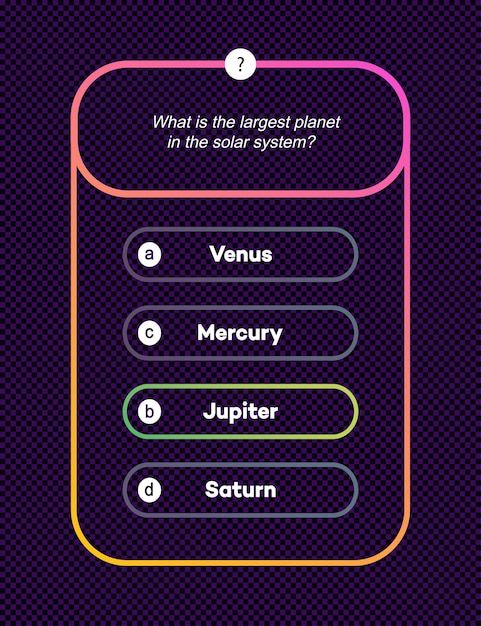 ?
What is the largest planet
in the solar system?
a Venus
c Mercury
b Jupiter
d Saturn